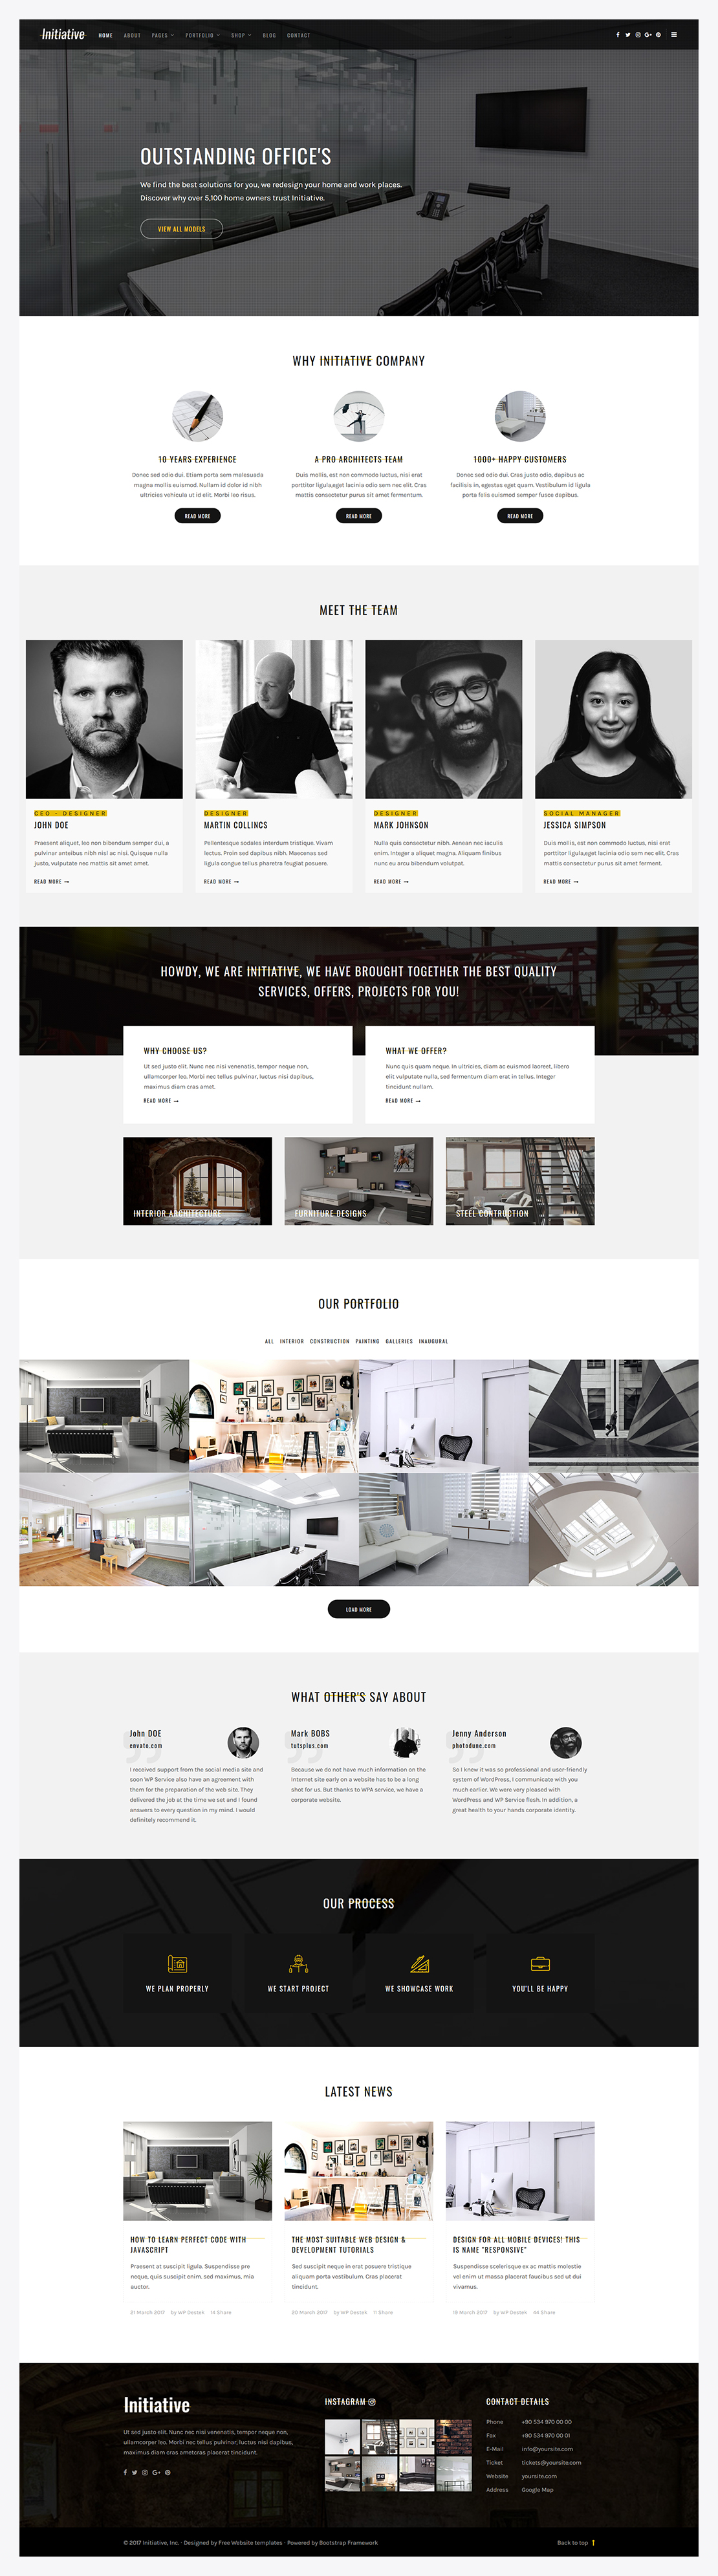 Initiative HOME ABOUT PAGES PORTFOLIO SHOP BLOG CONTACT
OUTSTANDING OFFICE'S
We find the best solutions for you, we redesign your home and work places.
Discover why over 5,100 home owners trust Initiative.
VIEW ALL MODELS
WHY INITIATIVE COMPANY
10 YEARS EXPERIENCE
Donec sed odio dui. Etiam porta sem malesuada
magna mollis euismod. Nullam id dolor id nibh
ultricies vehicula ut id elit. Morbi leo risus.
READ MORE
A PRO ARCHITECTS TEAM
Duis mollis, est non commodo luctus, nisi erat
porttitor ligula,eget lacinia odio sem nec elit. Cras
mattis consectetur purus sit amet fermentum.
READ MORE
1000+ HAPPY CUSTOMERS
Donec sed odio dui. Cras justo odio, dapibus ac
facilisis in, egestas eget quam. Vestibulum id ligula
porta felis euismod semper fusce dapibus.
READ MORE
MEET THE TEAM
CEO - DESIGNER
JOHN DOE
Praesent aliquet, leo non bibendum semper dui, a
pulvinar enteibus nibh nisl ac nisi. Quisque nulla
justo, vulputate nec mattis sit amet amet.
READ MORE
DESIGNER
MARTIN COLLINCS
Pellentesque sodales interdum tristique. Vivam
lectus. Proin sed dapibus nibh. Maecenas sed
ligula congue tellus pharetra feugiat posuere.
READ MORE
DESIGNER
MARK JOHNSON
Nulla quis consectetur nibh. Aenean nec iaculis
enim. Integer a aliquet magna. Aliquam finibus
nunc eu arcu bibendum volutpat.
READ MORE
SOCIAL MANAGER
JESSICA SIMPSON
Duis mollis, est non commodo luctus, nisi erat
porttitor ligula,eget lacinia odio sem nec elit. Cras
mattis consectetur purus sit amet ferment.
READ MORE
HOWDY, WE ARE INITIATIVE, WE HAVE BROUGHT TOGETHER THE BEST QUALITY
SERVICES, OFFERS, PROJECTS FOR YOU!
WHY CHOOSE US?
Ut sed justo elit. Nunc nec nisi venenatis, tempor neque non,
ullamcorper leo. Morbi nec tellus pulvinar, luctus nisi dapibus,
maximus diam cras amet.
READ MORE
WHAT WE OFFER?
Nunc quis quam neque. In ultricies, diam ac euismod laoreet, libero
elit vulputate nulla, sed fermentum diam erat in tellus. Integer
tincidunt nullam.
READ MORE
INTERIOR ARCHITECTURE
FURNITURE DESIGNS
STEEL CONTRUCTION
OUR PORTFOLIO
ALL INTERIOR CONSTRUCTION PAINTING GALLERIES INAUGURAL
LOAD MORE
WHAT OTHER'S SAY ABOUT
John DOE
envato.com
I received support from the social media site and
soon WP Service also have an agreement with
them for the preparation of the web site. They
delivered the job at the time we set and I found
answers to every question in my mind. I would
definitely recommend it.
Mark BOBS
tutsplus.com
Because we do not have much information on the
Internet site early on a website has to be a long
shot for us. But thanks to WPA service, we have a
corporate website.
Jenny Anderson
photodune.com
So I knew it was so professional and user-friendly
system of WordPress, I communicate with you
much earlier. We were very pleased with
WordPress and WP Service flesh. In addition, a
great health to your hands corporate identity.
OUR PROCESS
WE PLAN PROPERLY
WE START PROJECT
WE SHOWCASE WORK
YOU'LL BE HAPPY
LATEST NEWS
HOW TO LEARN PERFECT CODE WITH
JAVASCRIPT
Praesent at suscipit ligula. Suspendisse pre
neque, quis suscipit enim. sed maximus, mia
auctor.
21 March 2017 by WP Destek 14 Share
THE MOST SUITABLE WEB DESIGN &
DEVELOPMENT TUTORIALS
Sed suscipit neque in erat posuere tristique
aliquam porta vestibulum. Cras placerat
tincidunt.
20 March 2017 by WP Destek 11 Share
DESIGN FOR ALL MOBILE DEVICES! THIS
IS NAME "RESPONSIVE"
Suspendisse scelerisque ex ac mattis molestie
vel enim ut massa placerat faucibus sed ut dui
vivamus.
19 March 2017 by WP Destek 44 Share
Initiative
Ut sed justo elit. Nunc nec nisi venenatis, tempor neque non,
ullamcorper leo. Morbi nec tellus pulvinar, luctus nisi dapibus,
maximus diam cras ametcras placerat tincidunt.
INSTAGRAM
CONTACT DETAILS
Phone +90 534 970 00 00
Fax +90 534 970 00 01
E-Mail info@yoursite.com
Ticket tickets@yoursite.com
Website yoursite.com
Address Google Map
© 2017 Initiative, Inc. · Designed by Free Website templates · Powered by Bootstrap Framework
Back to top